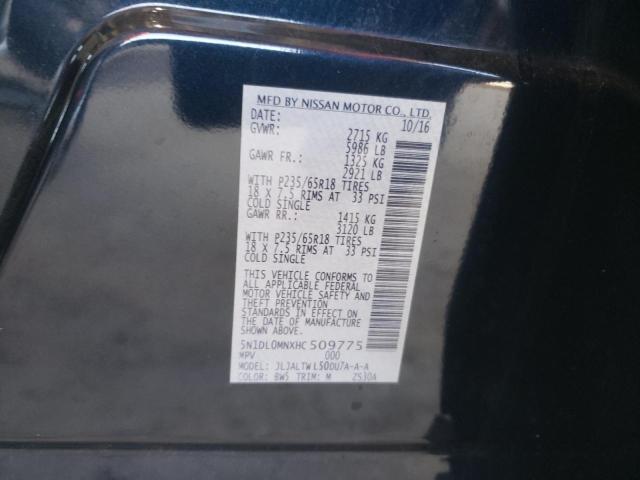 MFD BY NISSAN MOTOR CO., LTD.
DATE: 10/16
GVWR: 2715 KG
5986 LB
GAWR FR.: 1325 KG
2921 LB
WITH P235/65R18 TIRES
18 X 7.5 RIMS AT 33 PSI
COLD SINGLE
GAWR RR.: 1415 KG
3120 LB
WITH P235/65R18 TIRES
18 X 7.5 RIMS AT 33 PSI
COLD SINGLE
THIS VEHICLE CONFORMS TO
ALL APPLICABLE FEDERAL
MOTOR VEHICLE SAFETY AND
THEFT PREVENTION
STANDARDS IN EFFECT ON
THE DATE OF MANUFACTURE
SHOWN ABOVE.
5N1DL0MNXHC509775
MPV 000
MODEL: JLJALTWL50DU7A-A-A
COLOR: BW5 TRIM: M 2530A